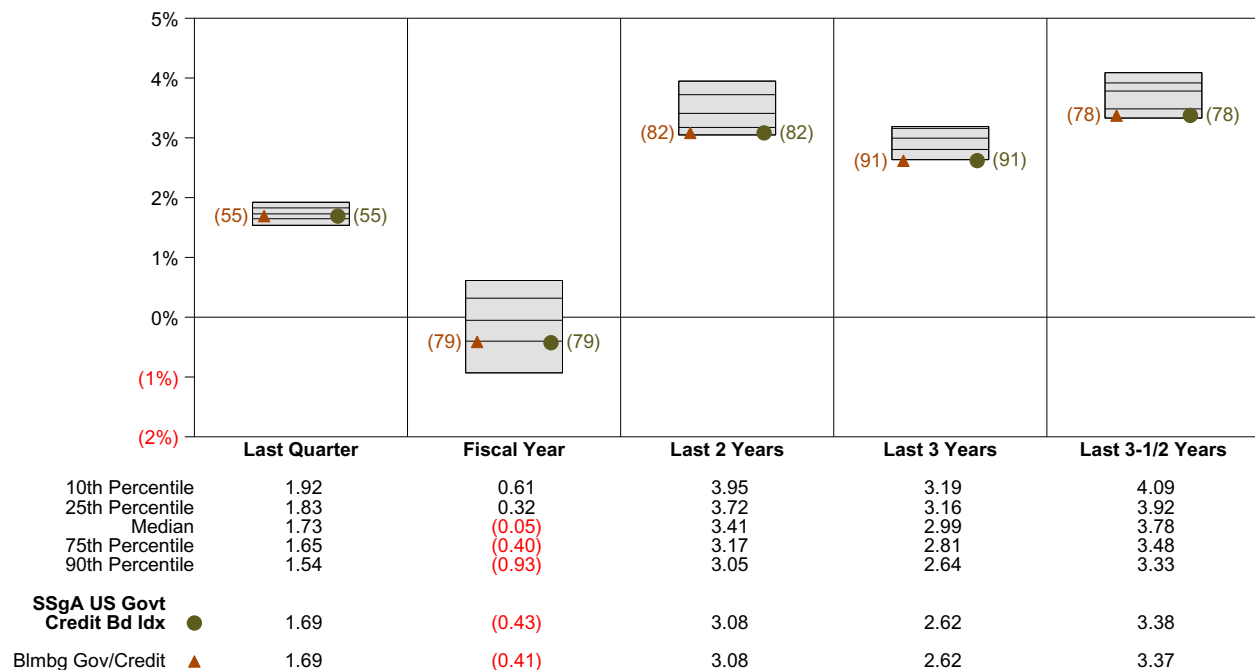 5%
4%
3%
2%
1%
0%
(1%)
(2%)
(55) (55)
(79) (79)
(82) (82)
(91) (91)
(78) (78)
Last Quarter Fiscal Year Last 2 Years Last 3 Years Last 3-1/2 Years
10th Percentile 1.92 0.61 3.95 3.19 4.09
25th Percentile 1.83 0.32 3.72 3.16 3.92
Median 1.73 (0.05) 3.41 2.99 3.78
75th Percentile 1.65 (0.40) 3.17 2.81 3.48
90th Percentile 1.54 (0.93) 3.05 2.64 3.33
SSgA US Govt
Credit Bd Idx 1.69 (0.43) 3.08 2.62 3.38
Blmbg Gov/Credit 1.69 (0.41) 3.08 2.62 3.37